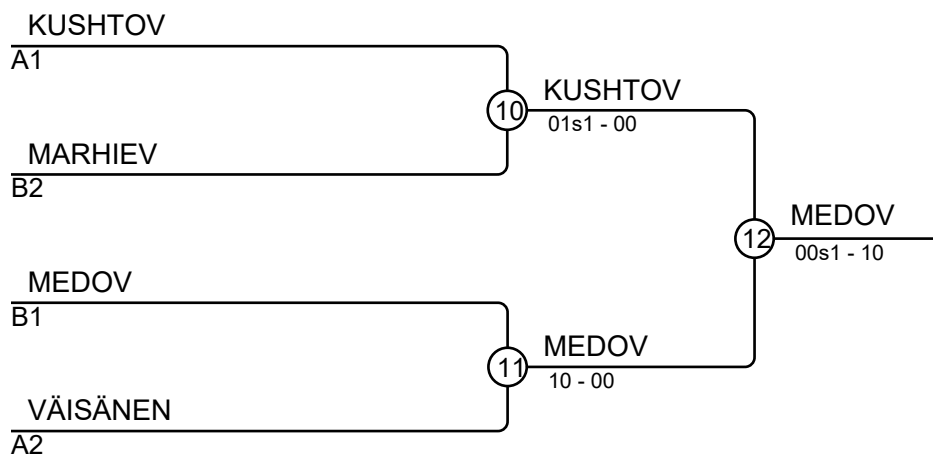 KUSHTOV
A1
10
KUSHTOV
01s1 - 00
MARHIEV
B2
12
MEDOV
00s1 - 10
MEDOV
B1
11
MEDOV
10 - 00
VÄISÄNEN
A2